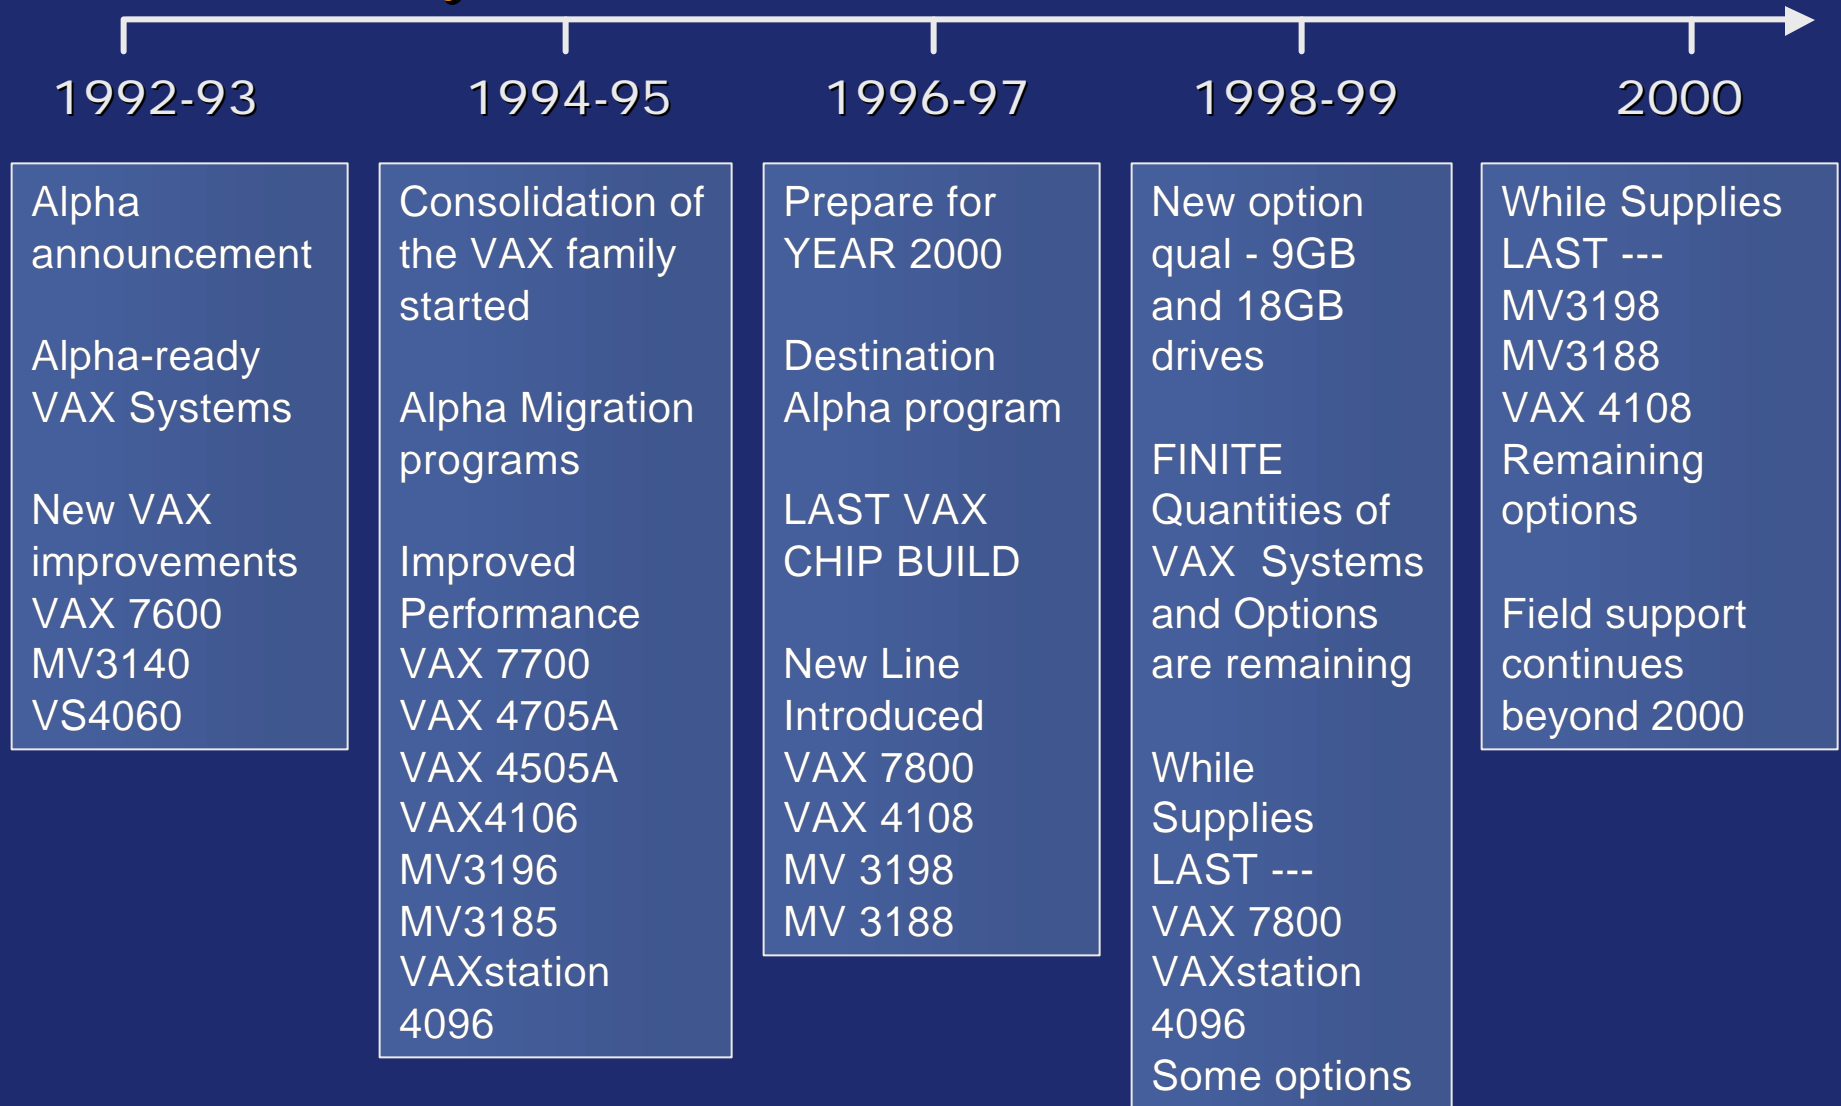 1992-93
1994-95
1996-97
1998-99
2000
Alpha
announcement
Alpha-ready
VAX Systems
New VAX
improvements
VAX 7600
MV3140
VS4060
Consolidation of
the VAX family
started
Alpha Migration
programs
Improved
Performance
VAX 7700
VAX 4705A
VAX 4505A
VAX4106
MV3196
MV3185
VAXstation
4096
Prepare for
YEAR 2000
Destination
Alpha program
LAST VAX
CHIP BUILD
New Line
Introduced
VAX 7800
VAX 4108
MV 3198
MV 3188
New option
qual - 9GB
and 18GB
drives
FINITE
Quantities of
VAX  Systems
and Options
are remaining
While
Supplies
LAST ---
VAX 7800
VAXstation
4096
Some options
While Supplies
LAST ---
MV3198
MV3188
VAX 4108
Remaining
options
Field support
continues
beyond 2000